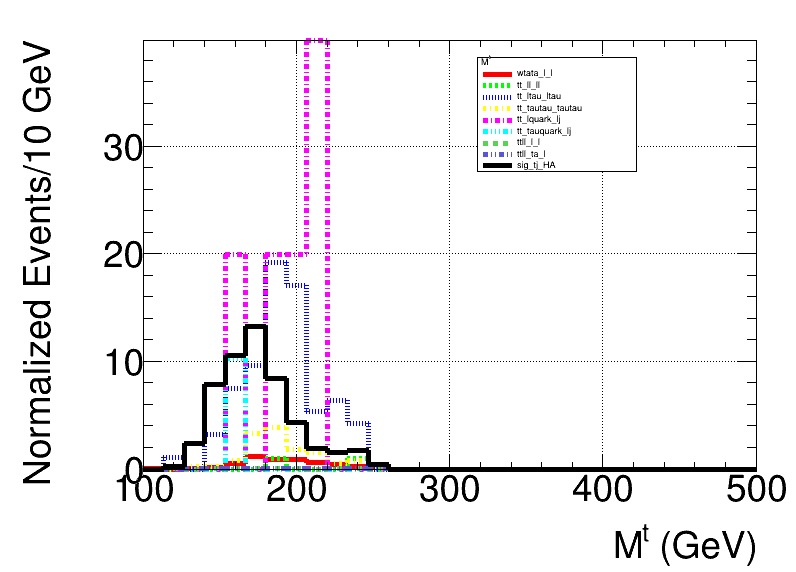 Normalized Events/10 GeV
30
20
10
0
100
200
300
400
500
M^t (GeV)
M^t
wtata_l_l
tt_ll_ll
tt_ltau_ltau
tt_tautau_tautau
tt_lquark_lj
tt_tauquark_lj
ttll_l_l
ttll_ta_l
sig_tj_HA